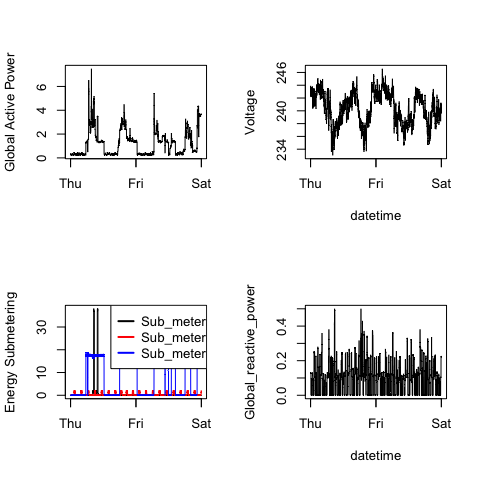 Global Active Power
0 2 4 6
Thu Fri Sat
Voltage
234 240 246
Thu Fri Sat
datetime
Energy Submetering
0 10 30
Sub_meter
Sub_meter
Sub_meter
Thu Fri Sat
Global_reactive_power
0.0 0.2 0.4
Thu Fri Sat
datetime